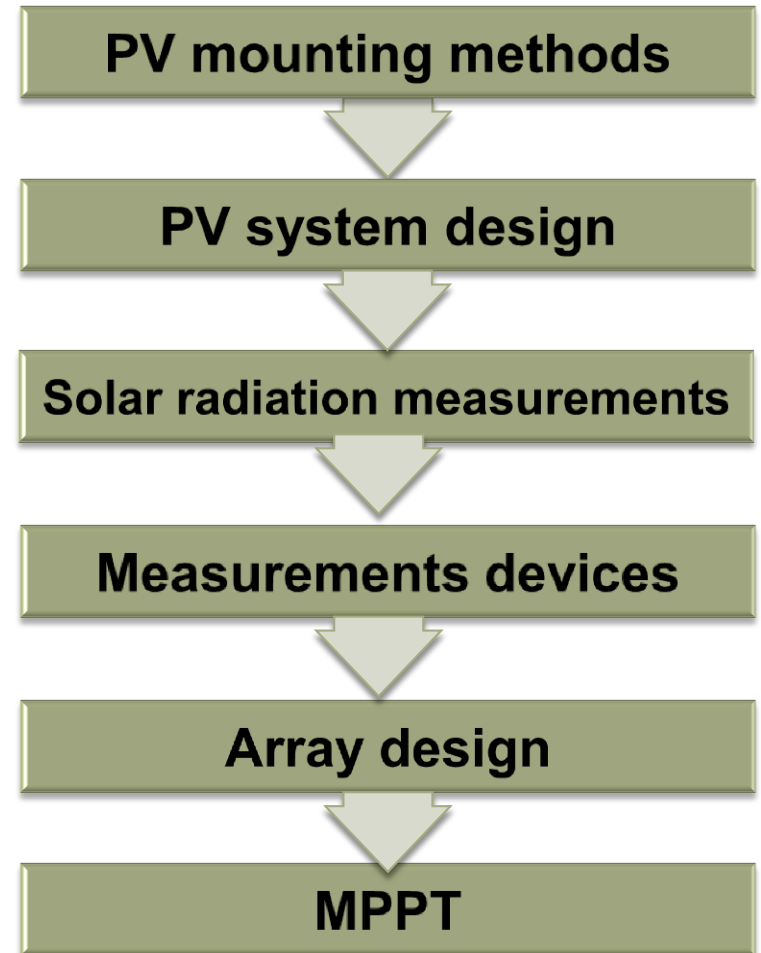 PV mounting methods
PV system design
Solar radiation measurements
Measurements devices
Array design
MPPT